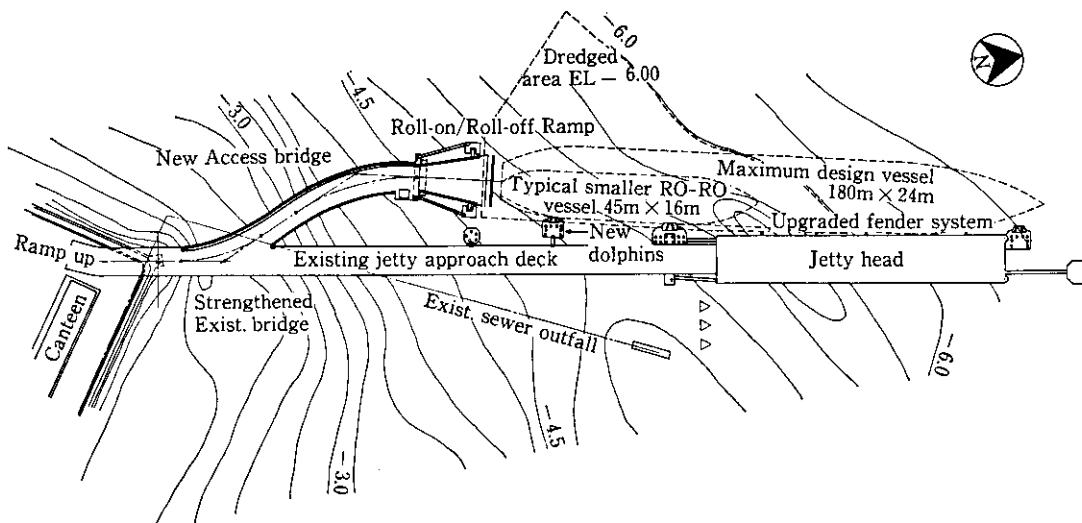 -6.0
Dredged
area EL - 6.00
N
-4.5
-3.0
Roll-on/Roll-off Ramp
New Access bridge
Maximum design vessel
180m × 24m
Typical smaller RO-RO
vessel 45m × 16m
Upgraded fender system
New
dolphins
Ramp up
Existing jetty approach deck
Jetty head
Strengthened
Exist. bridge
Exist. sewer outfall
Canteen
-6.0
-4.5
-3.0